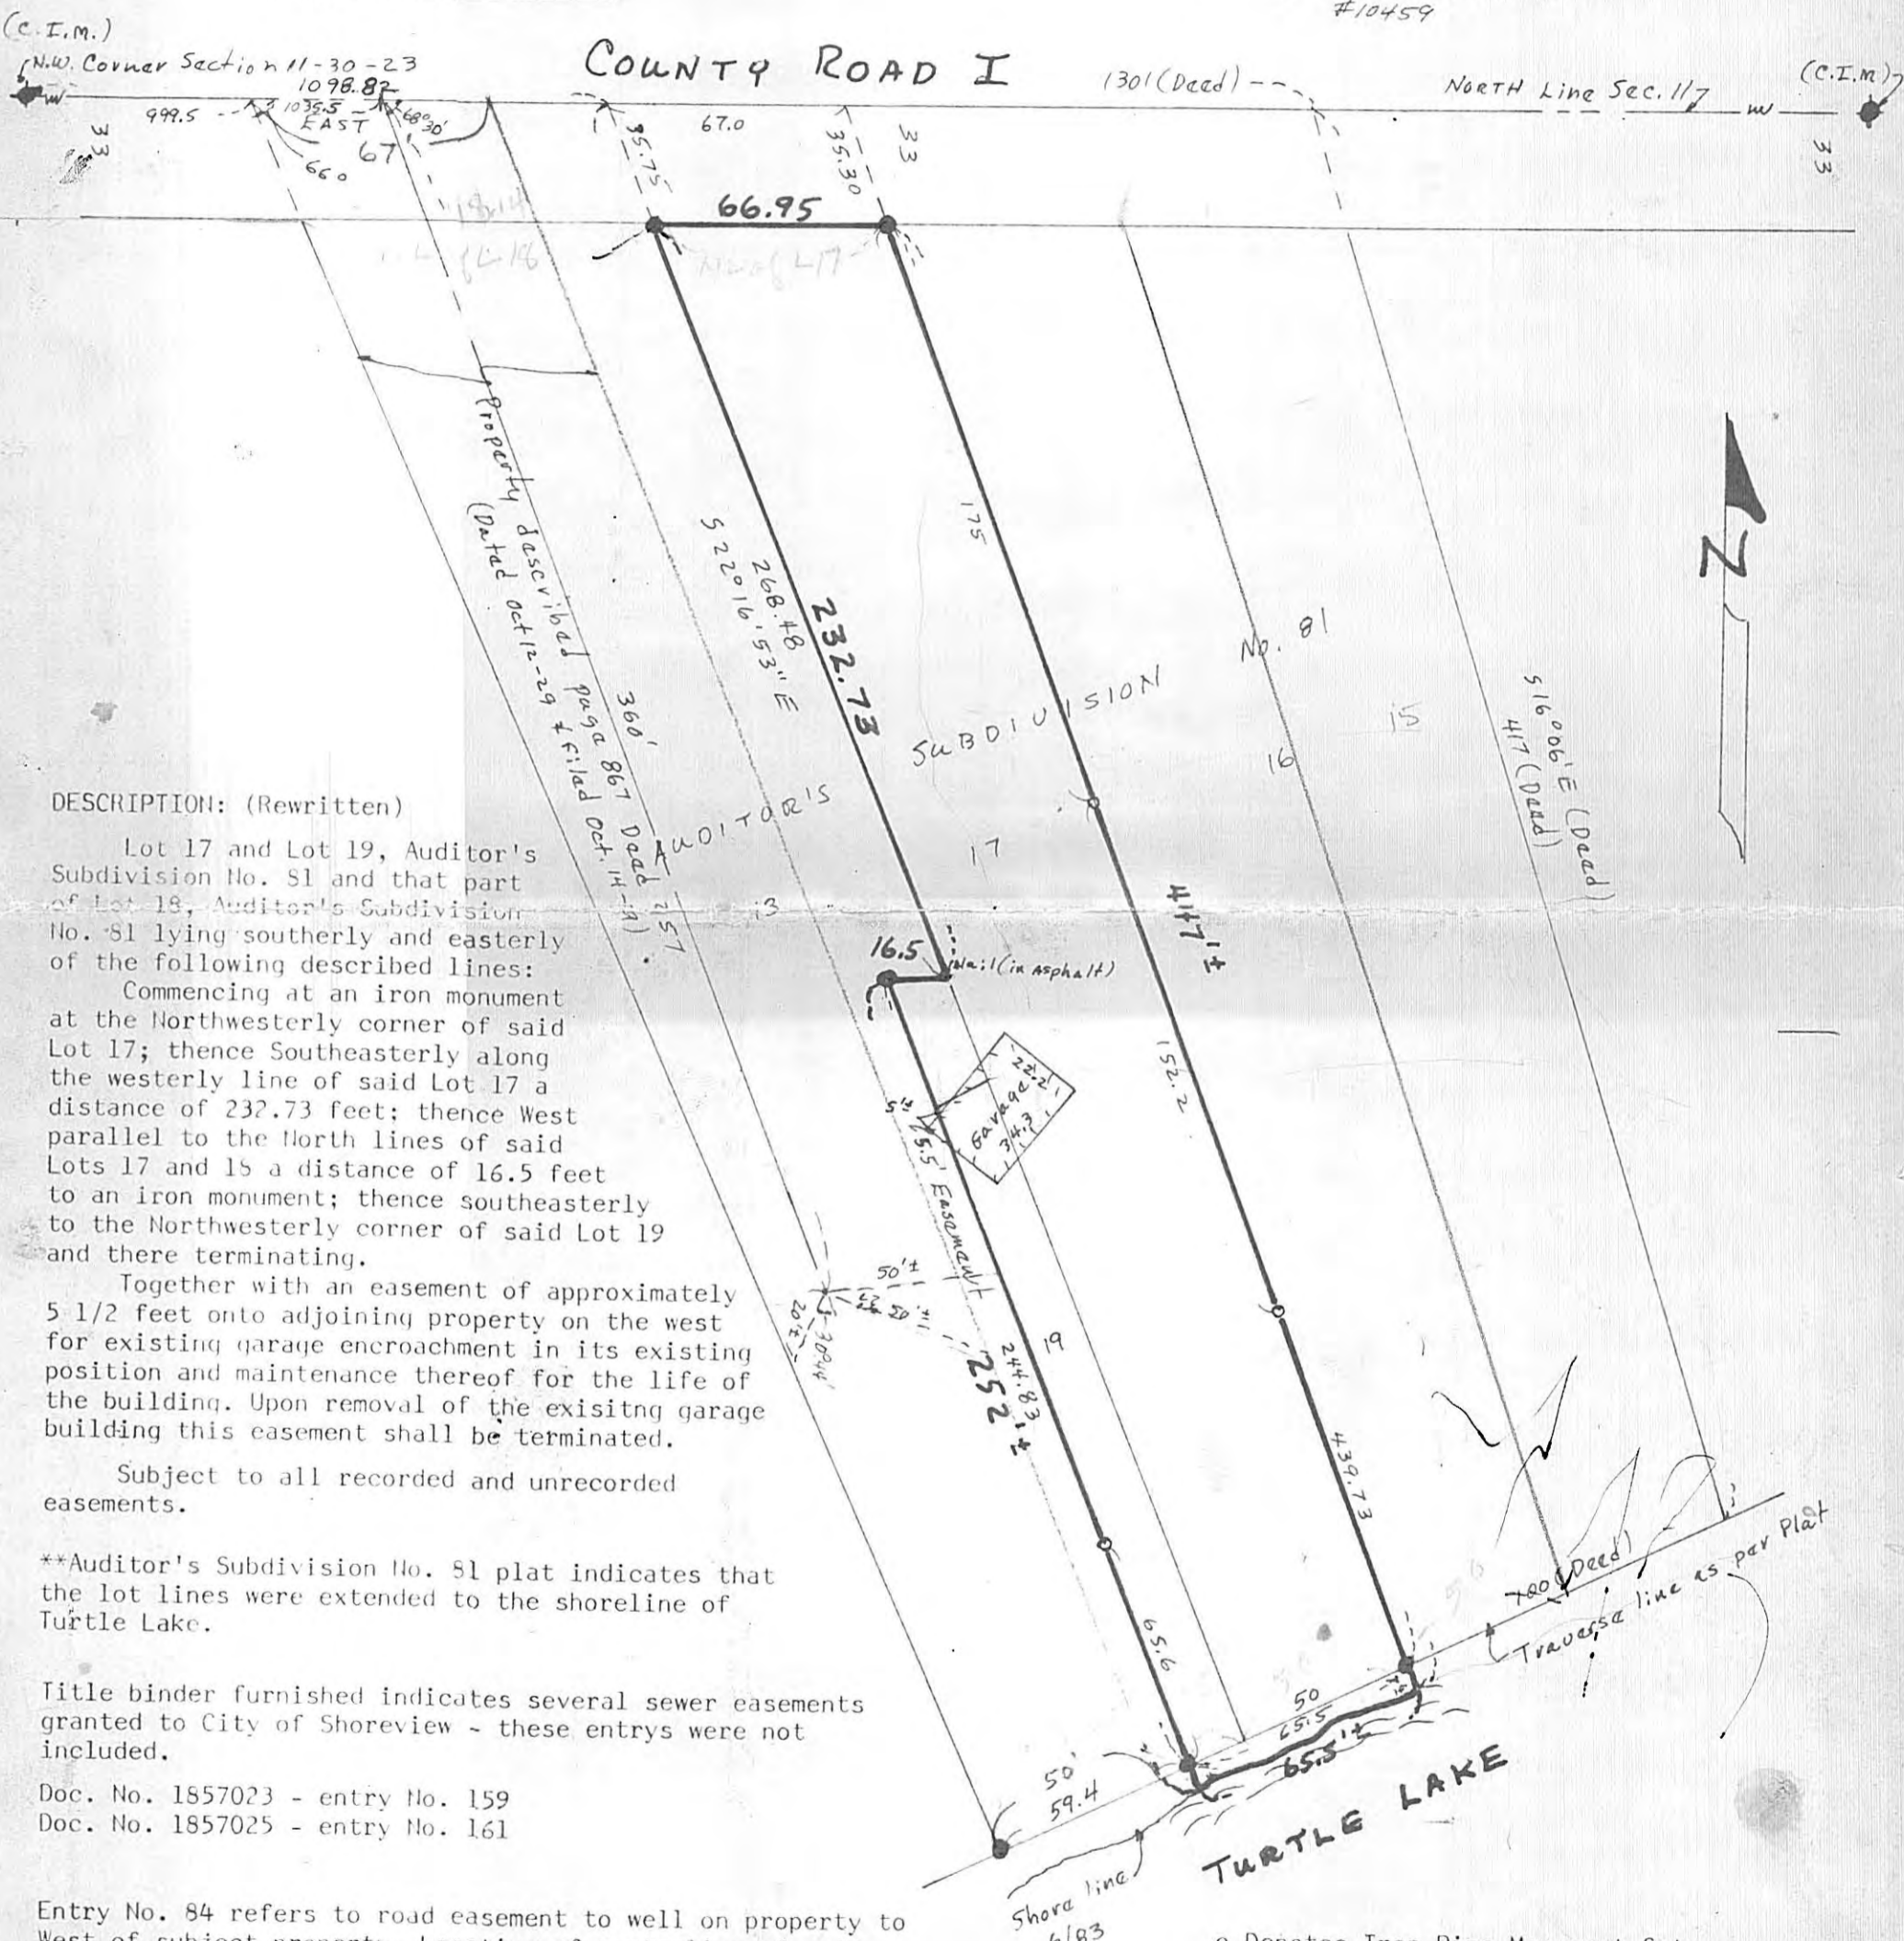 #10459
(C.I.M.)
N.W. Corner Section 11-30-23
COUNTY ROAD I
1301 (Deed)
NORTH Line Sec. 11
(C.I.M)
1098.82
999.5
1035.5
EAST
68°30'
67'
660
33
35.75
67.0
35.30
33
33
66.95
Property described page 867 Deed 257
(Dated Oct 12-29 & filed Oct. 14-
360'
S 22° 16' 53" E
268.48
232.73
175
AUDITOR'S
SUBDIVISION
No. 81
17
16
15
S16°06'E (Deed)
417 (Deed)
N
417'±
16.5
Nail (in Asphalt)
22.2
Garage
34.3
5.5' Easement
152.2
50'±
19
244.83
252'±
439.73
65.6
50
65.5
65.5'±
50'
59.4
(Deed)
Traverse line as per Plat
TURTLE LAKE
Shore line
6/83
DESCRIPTION: (Rewritten)
Lot 17 and Lot 19, Auditor's
Subdivision No. 81 and that part
of Lot 18, Auditor's Subdivision
No. 81 lying southerly and easterly
of the following described lines:
Commencing at an iron monument
at the Northwesterly corner of said
Lot 17; thence Southeasterly along
the westerly line of said Lot 17 a
distance of 232.73 feet; thence West
parallel to the North lines of said
Lots 17 and 18 a distance of 16.5 feet
to an iron monument; thence southeasterly
to the Northwesterly corner of said Lot 19
and there terminating.
Together with an easement of approximately
5 1/2 feet onto adjoining property on the west
for existing garage encroachment in its existing
position and maintenance thereof for the life of
the building. Upon removal of the exisitng garage
building this easement shall be terminated.
Subject to all recorded and unrecorded
easements.
**Auditor's Subdivision No. 81 plat indicates that
the lot lines were extended to the shoreline of
Turtle Lake.
Title binder furnished indicates several sewer easements
granted to City of Shoreview - these entrys were not
included.
Doc. No. 1857023 - entry No. 159
Doc. No. 1857025 - entry No. 161
Entry No. 84 refers to road easement to well on property to